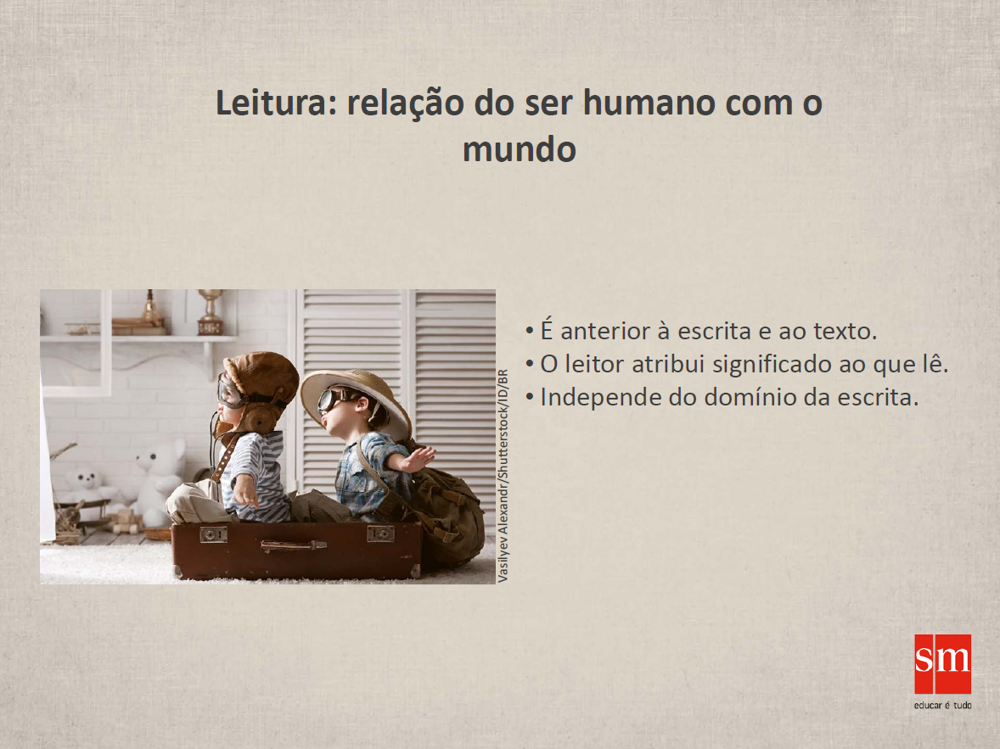 Leitura: relação do ser humano com o
mundo
• É anterior à escrita e ao texto.
• O leitor atribui significado ao que lê.
• Independe do domínio da escrita.
Vasilyev Alexandr/Shutterstock/ID/BR
sm
educar é tudo